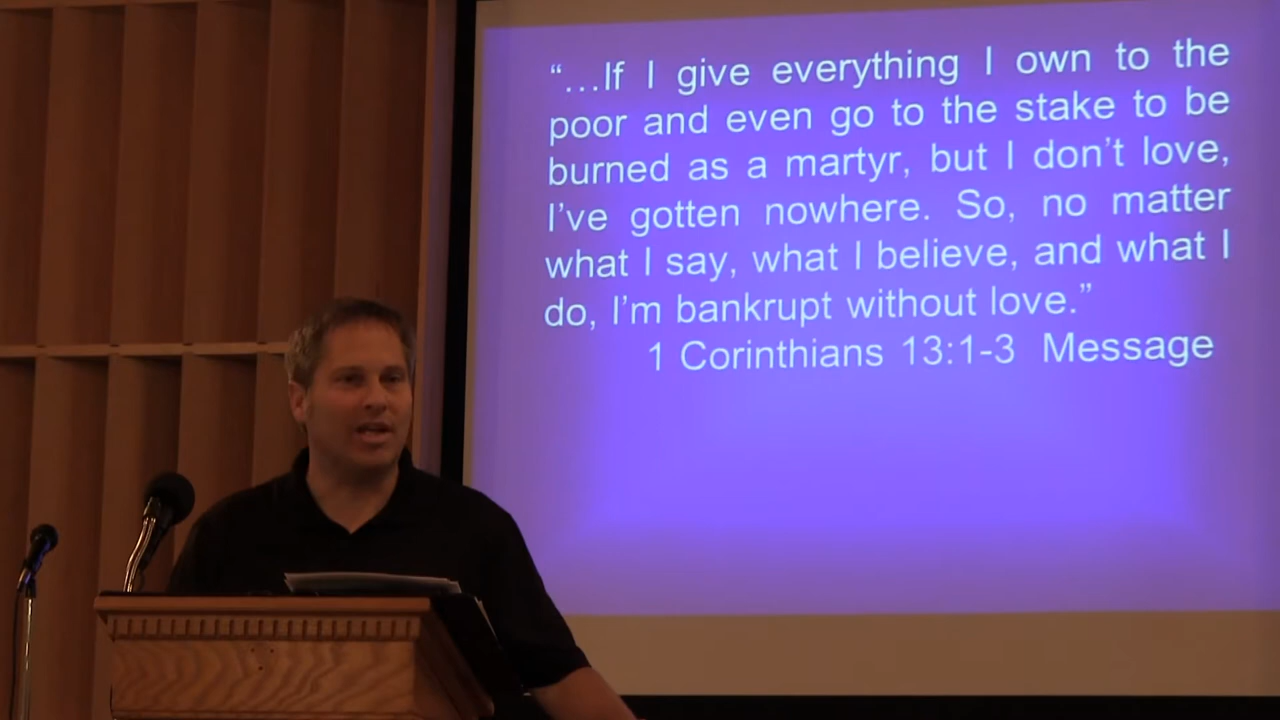 “…If I give everything I own to the
poor and even go to the stake to be
burned as a martyr, but I don’t love,
I’ve gotten nowhere. So, no matter
what I say, what I believe, and what I
do, I’m bankrupt without love.”
1 Corinthians 13:1-3 Message